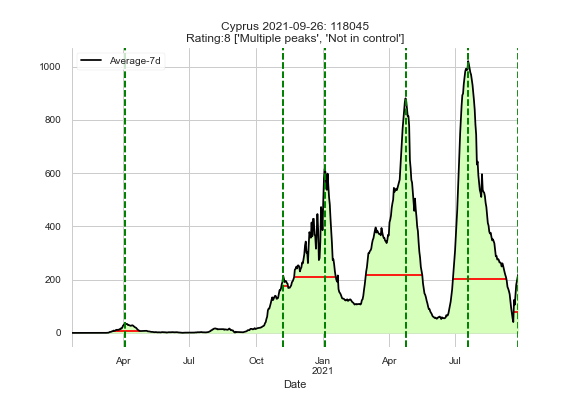 Cyprus 2021-09-26: 118045
Rating:8 ['Multiple peaks', 'Not in control']
Average-7d
1000
800
600
400
200
0
Apr Jul Oct Jan Apr Jul
2021
Date